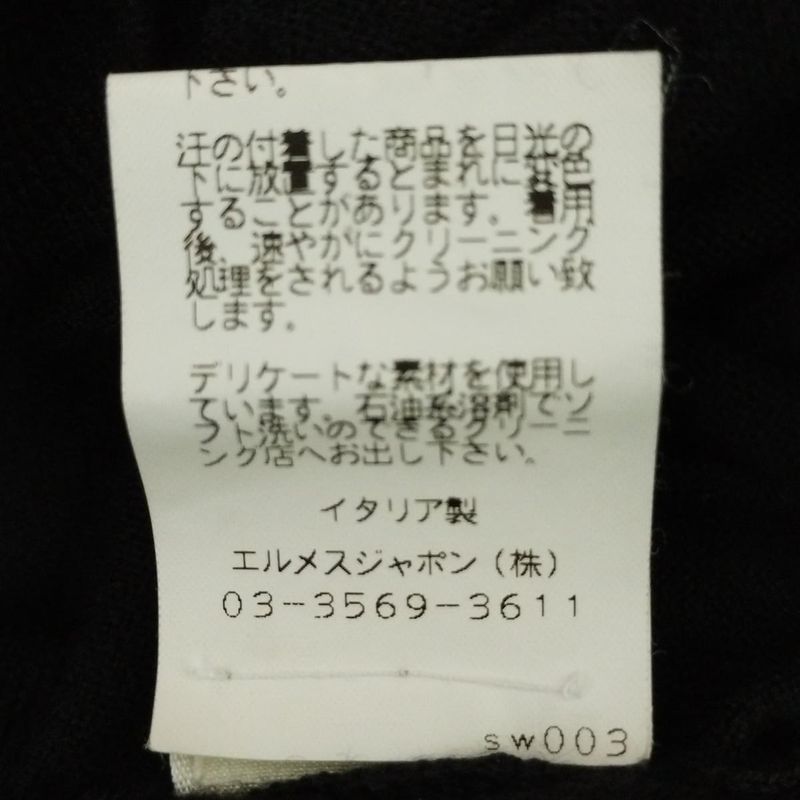 下さい。
汗の付着した商品を日光の
下に放置するとまれに変色
することがあります。着用
後、速やかにクリーニング
処理をされるようお願い致
します。
デリケートな素材を使用し
ています。石油系溶剤でソ
フト洗いのできるクリーニ
ング店へお出し下さい。
イタリア製
エルメスジャポン(株)
03-3569-3611
sw003